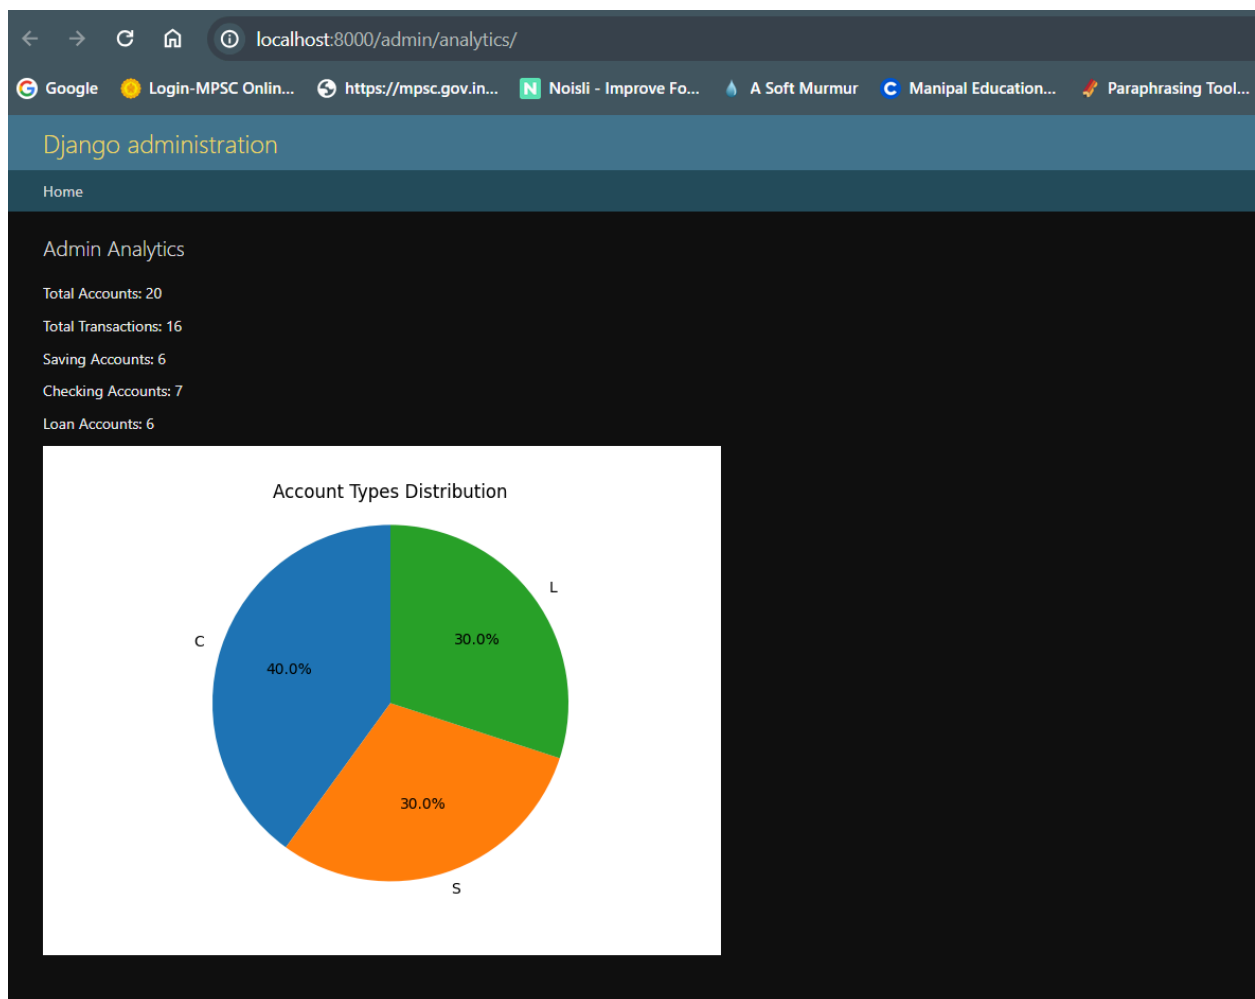 localhost:8000/admin/analytics/
Google Login-MPSC Onlin... https://mpsc.gov.in... N Noisli - Improve Fo... A Soft Murmur C Manipal Education... Paraphrasing Tool...
Django administration
Home
Admin Analytics
Total Accounts: 20
Total Transactions: 16
Saving Accounts: 6
Checking Accounts: 7
Loan Accounts: 6
Account Types Distribution
L
C
30.0%
40.0%
30.0%
S